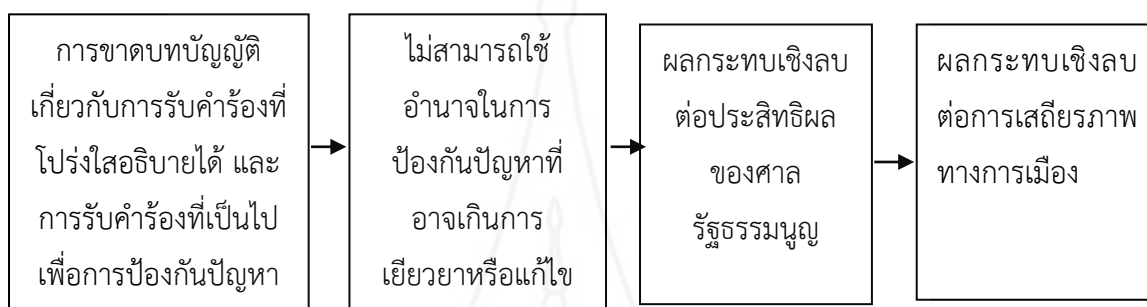 การขาดบทบัญญัติ
เกี่ยวกับการรับคำร้องที่
โปร่งใสอธิบายได้ และ
การรับคำร้องที่เป็นไป
เพื่อการป้องกันปัญหา
ไม่สามารถใช้
อำนาจในการ
ป้องกันปัญหาที่
อาจเกินการ
เยียวยาหรือแก้ไข
ผลกระทบเชิงลบ
ต่อประสิทธิผล
ของศาล
รัฐธรรมนูญ
ผลกระทบเชิงลบ
ต่อการเสถียรภาพ
ทางการเมือง